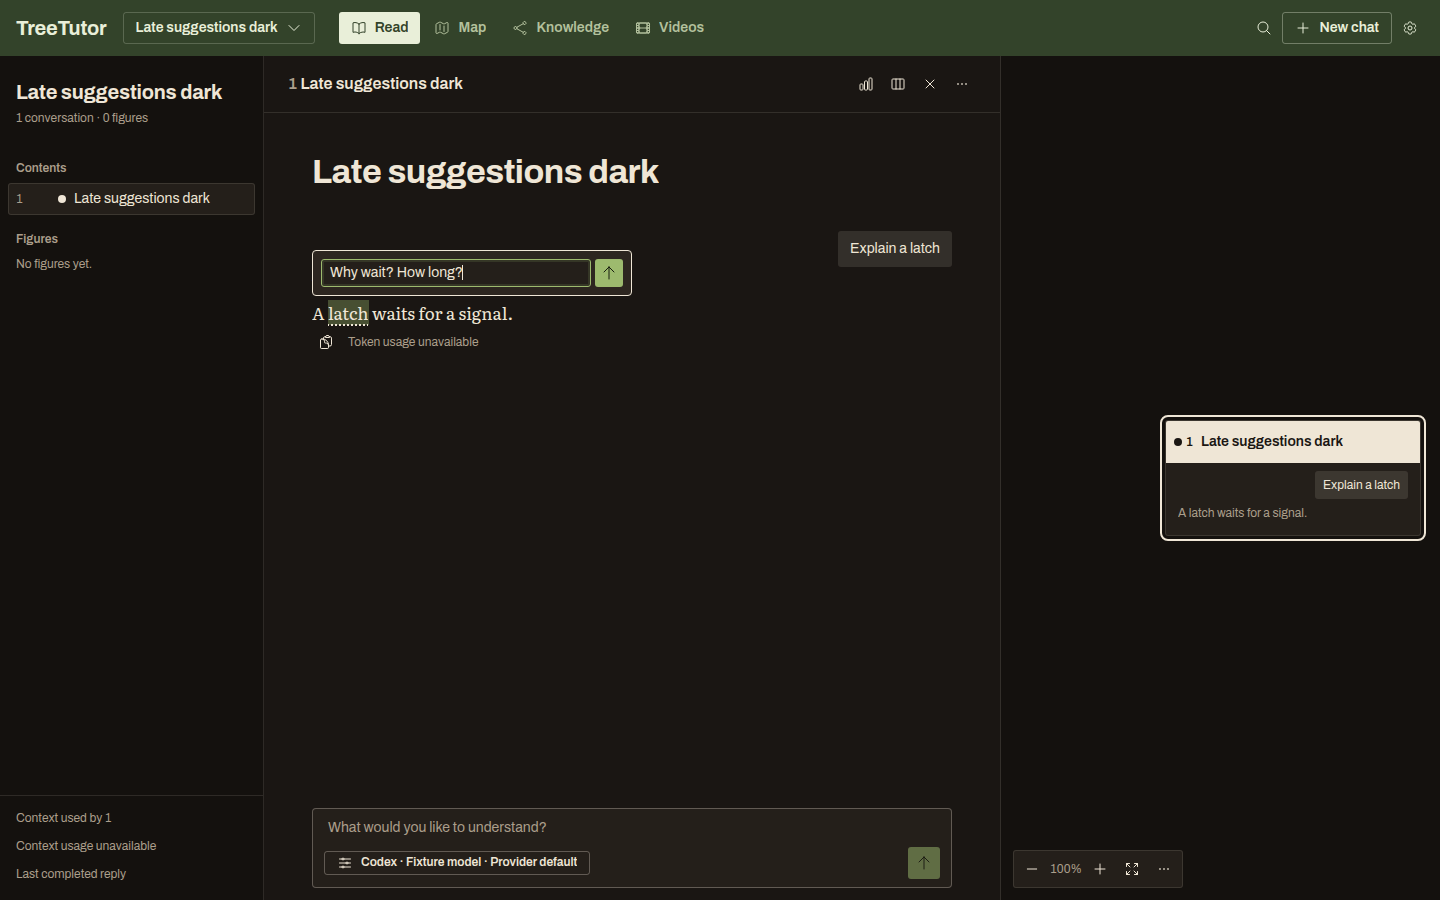 TreeTutor
Late suggestions dark
Read
Map
Knowledge
Videos
New chat
Late suggestions dark
1 conversation · 0 figures
Contents
1 Late suggestions dark
Figures
No figures yet.
Context used by 1
Context usage unavailable
Last completed reply
1 Late suggestions dark
Late suggestions dark
Explain a latch
Why wait? How long?
A latch waits for a signal.
Token usage unavailable
What would you like to understand?
Codex · Fixture model · Provider default
1 Late suggestions dark
Explain a latch
A latch waits for a signal.
100%